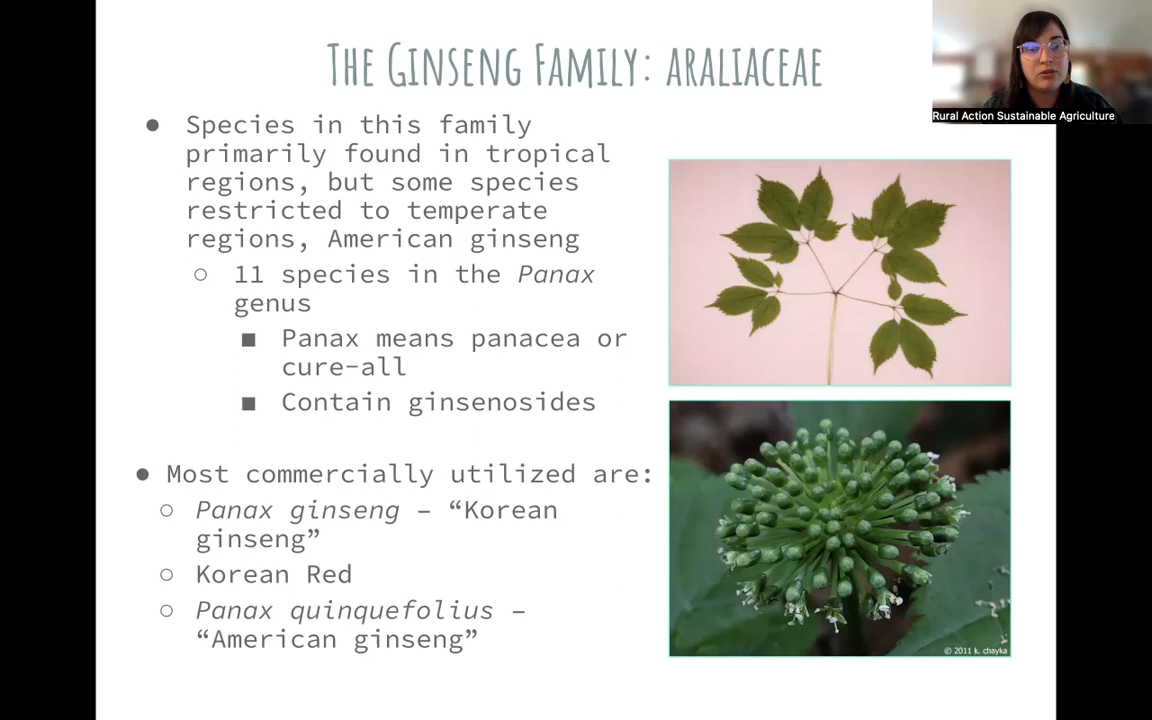 THE GINSENG FAMILY: ARALIACEAE
Rural Action Sustainable Agriculture
● Species in this family
primarily found in tropical
regions, but some species
restricted to temperate
regions, American ginseng
○ 11 species in the Panax
genus
■ Panax means panacea or
cure-all
■ Contain ginsenosides
● Most commercially utilized are:
○ Panax ginseng – “Korean
ginseng”
○ Korean Red
○ Panax quinquefolius –
“American ginseng”
© 2011 k. chayka